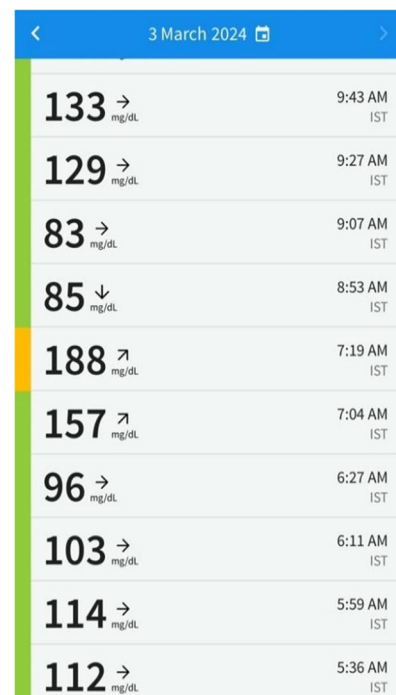 3 March 2024
133 → mg/dL 9:43 AM IST
129 → mg/dL 9:27 AM IST
83 → mg/dL 9:07 AM IST
85 ↓ mg/dL 8:53 AM IST
188 ↗ mg/dL 7:19 AM IST
157 ↗ mg/dL 7:04 AM IST
96 → mg/dL 6:27 AM IST
103 → mg/dL 6:11 AM IST
114 → mg/dL 5:59 AM IST
112 → mg/dL 5:36 AM IST